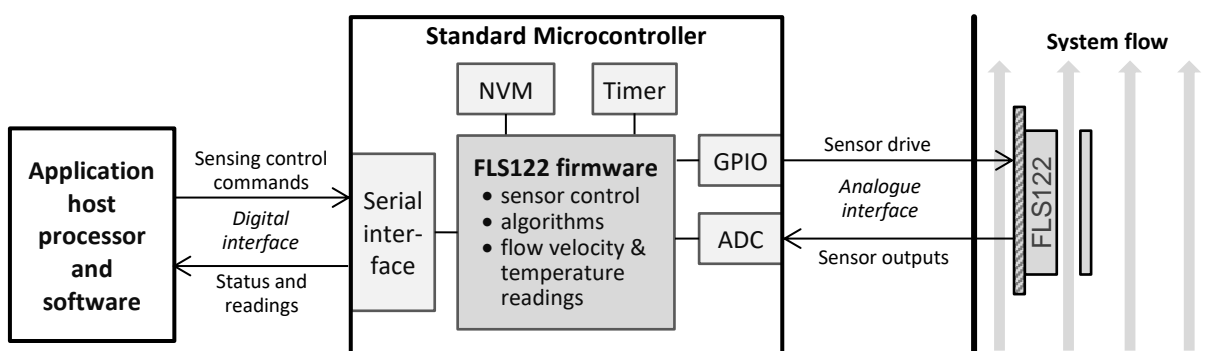 Standard Microcontroller
System flow
NVM
Timer
Application
host
processor
and
software
Sensing control
commands
Digital
interface
Status and
readings
Serial
inter-
face
FLS122 firmware
• sensor control
• algorithms
• flow velocity &
temperature
readings
GPIO
ADC
Sensor drive
Analogue
interface
Sensor outputs
FLS122